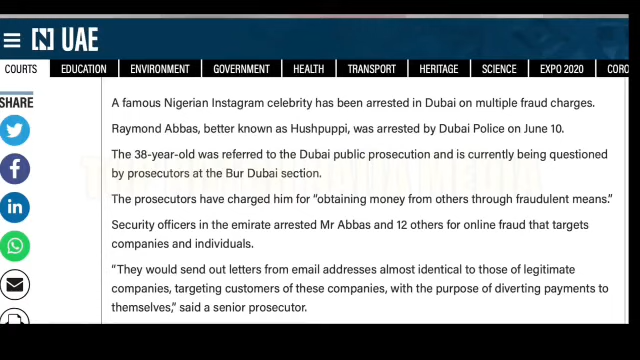 UAE
COURTS EDUCATION ENVIRONMENT GOVERNMENT HEALTH TRANSPORT HERITAGE SCIENCE EXPO 2020 CORO
SHARE
A famous Nigerian Instagram celebrity has been arrested in Dubai on multiple fraud charges.
Raymond Abbas, better known as Hushpuppi, was arrested by Dubai Police on June 10.
The 38-year-old was referred to the Dubai public prosecution and is currently being questioned
by prosecutors at the Bur Dubai section.
The prosecutors have charged him for “obtaining money from others through fraudulent means.”
Security officers in the emirate arrested Mr Abbas and 12 others for online fraud that targets
companies and individuals.
“They would send out letters from email addresses almost identical to those of legitimate
companies, targeting customers of these companies, with the purpose of diverting payments to
themselves,” said a senior prosecutor.